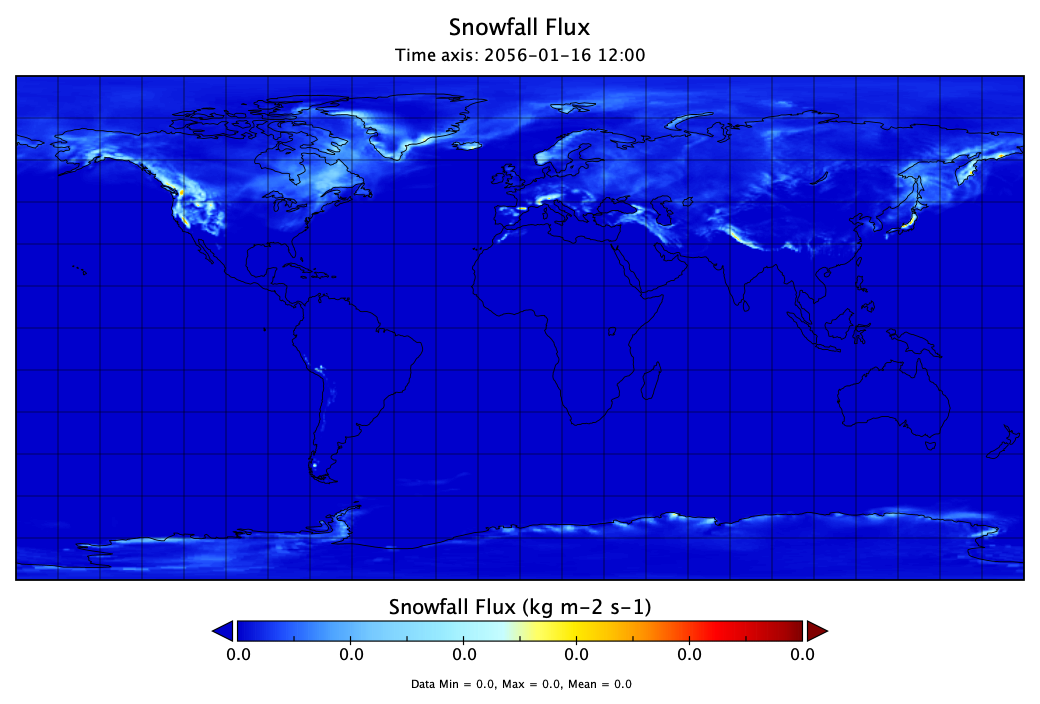 Snowfall Flux
Time axis: 2056-01-16 12:00
Snowfall Flux (kg m-2 s-1)
0.0 0.0 0.0 0.0 0.0 0.0
Data Min = 0.0, Max = 0.0, Mean = 0.0